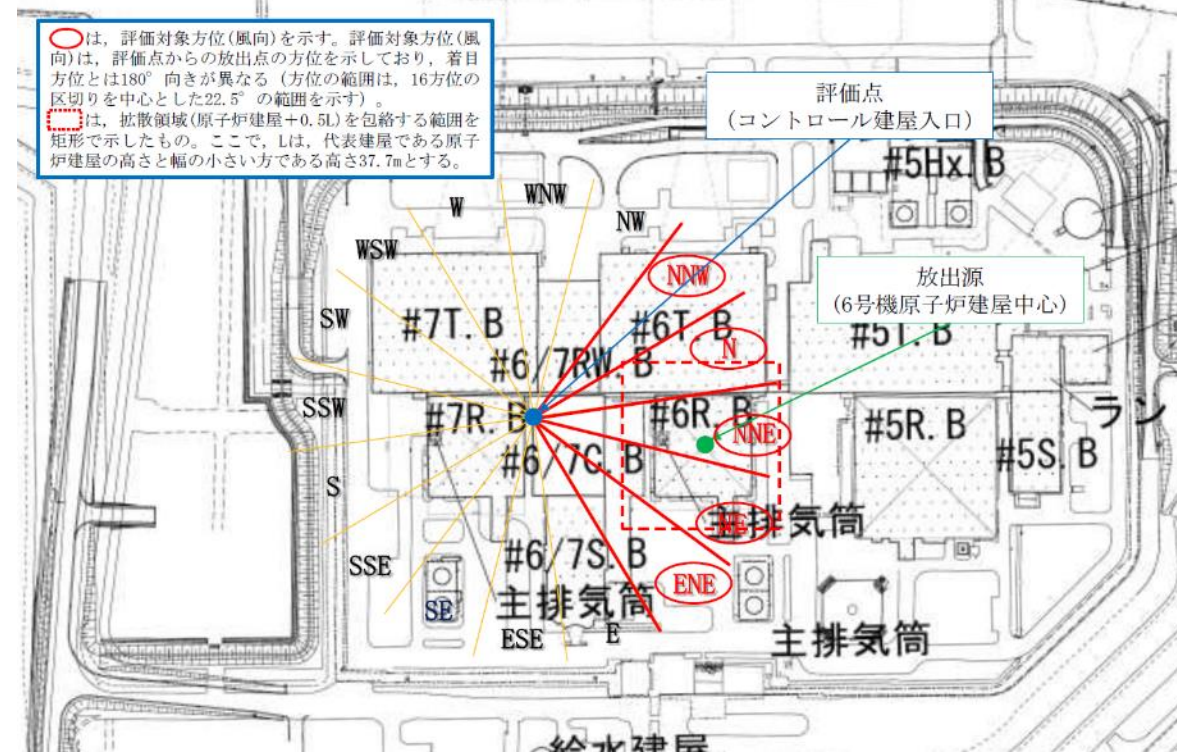 は，評価対象方位(風向)を示す。評価対象方位(風
向)は，評価点からの放出点の方位を示しており，着目
方位とは180°向きが異なる（方位の範囲は，16方位の
区切りを中心とした22.5°の範囲を示す）。
は，拡散領域(原子炉建屋＋0.5L)を包絡する範囲を
矩形で示したもの。ここで，Lは，代表建屋である原子
炉建屋の高さと幅の小さい方である高さ37.7mとする。
評価点
（コントロール建屋入口）
#5Hx.B
WNW
W
NW
WSW
NNW
放出源
(6号機原子炉建屋中心)
SW
#7T.B
#6T.B
N
#5T.B
#6/7RW.B
SSW
#7R.B
#6R.B
NNE
#5R.B
ラン
#6/7C.B
#5S.B
S
NE
主排気筒
SSE
#6/7S.B
ENE
SE
主排気筒
ESE
E
主排気筒
給水建屋